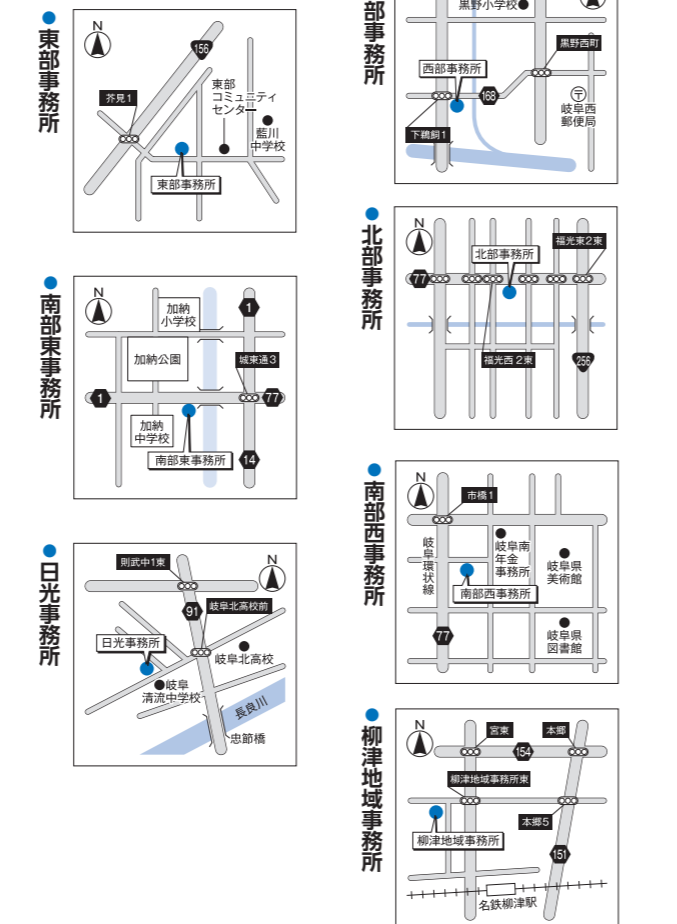 東部事務所
N
156
芥見1
東部
コミュニティ
センター
藍川
中学校
東部事務所
南部東事務所
N
加納
小学校
1
加納公園
城東通3
1
77
加納
中学校
南部東事務所
14
日光事務所
則武中1東
N
91
岐阜北高校前
日光事務所
岐阜北高校
岐阜
清流中学校
長良川
忠節橋
部事務所
黒野小学校
黒野西町
西部事務所
168
〒
岐阜西
郵便局
下鵜飼1
北部事務所
N
福光東2東
北部事務所
77
福光西2東
256
南部西事務所
N
市橋1
岐阜環状線
岐阜南
年金
事務所
岐阜県
美術館
南部西事務所
77
岐阜県
図書館
柳津地域事務所
N
宮東
本郷
154
柳津地域事務所東
本郷5
柳津地域事務所
151
名鉄柳津駅